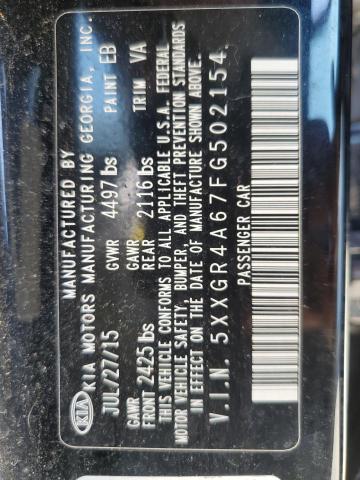 MANUFACTURED BY
KIA KIA MOTORS MANUFACTURING GEORGIA, INC.
JUL/27/15 GVWR 4497 lbs PAINT EB
GAWR FRONT 2425 lbs GAWR REAR 2116 lbs TRIM VA
THIS VEHICLE CONFORMS TO ALL APPLICABLE U.S.A. FEDERAL
MOTOR VEHICLE SAFETY, BUMPER, AND THEFT PREVENTION STANDARDS
IN EFFECT ON THE DATE OF MANUFACTURE SHOWN ABOVE.
V.I.N. 5XXGR4A67FG502154
PASSENGER CAR